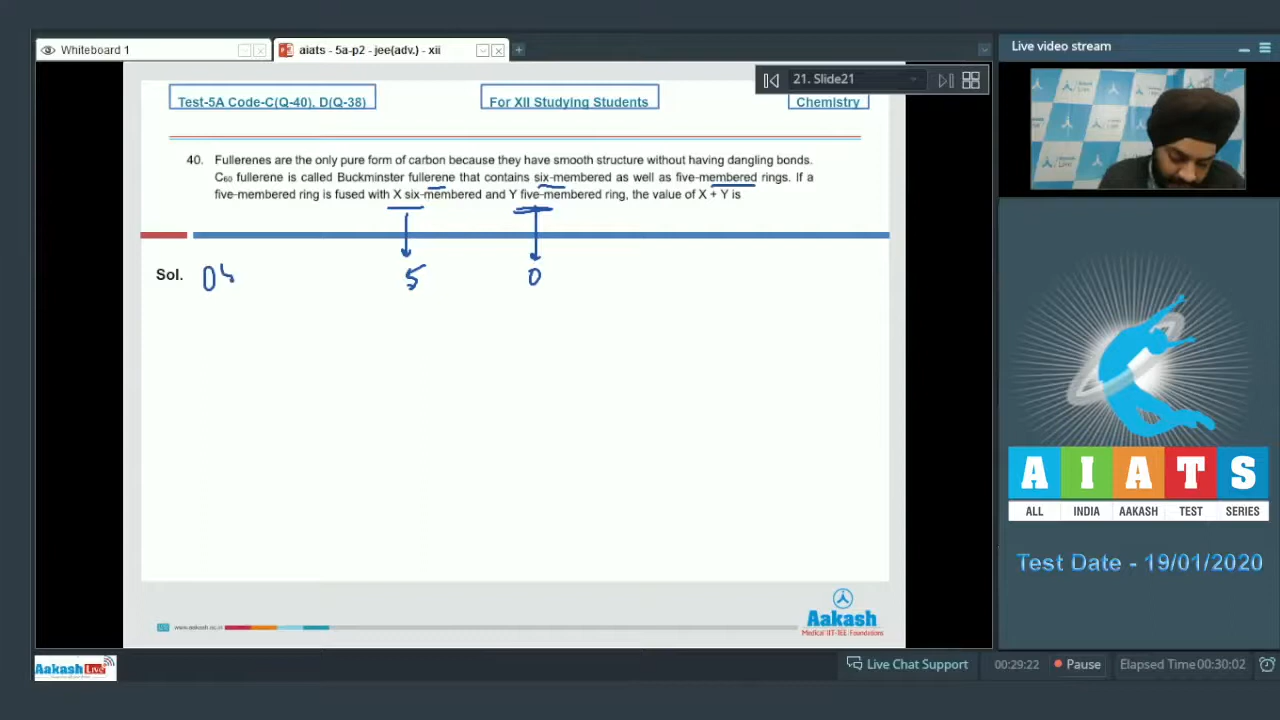 Whiteboard 1
aiats - 5a-p2 - jee(adv.) - xii
Live video stream
21. Slide21
Test-5A Code-C(Q-40), D(Q-38)
For XII Studying Students
Chemistry
40. Fullerenes are the only pure form of carbon because they have smooth structure without having dangling bonds.
C₆₀ fullerene is called Buckminster fullerene that contains six-membered as well as five-membered rings. If a
five-membered ring is fused with X six-membered and Y five-membered ring, the value of X + Y is
Sol.
5
0
AIATS
ALL INDIA AAKASH TEST SERIES
Test Date - 19/01/2020
Aakash
Medical|IIT-JEE|Foundations
www.aakash.ac.in
Aakash Live
Live Chat Support
00:29:22
Pause
Elapsed Time 00:30:02